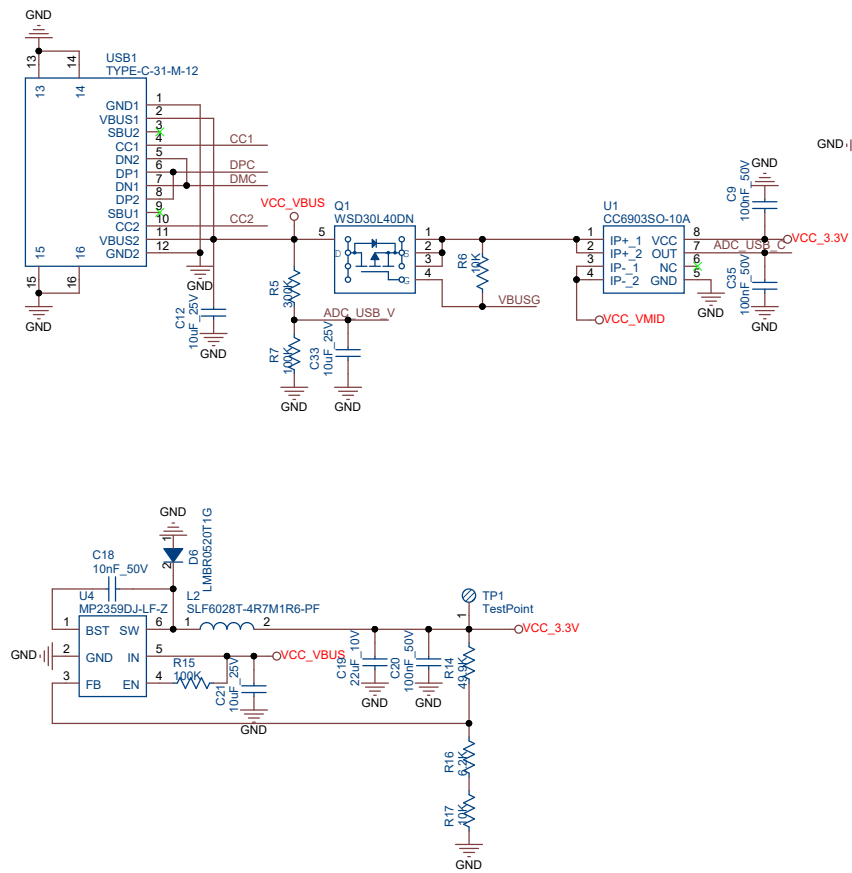 GND
13
14
USB1
TYPE-C-31-M-12
13
14
GND1
1
VBUS1
2
SBU2
3
CC1
4
CC1
DN2
5
DP1
6
DPC
DN1
7
DMC
DP2
8
SBU1
9
CC2
10
CC2
VBUS2
11
GND2
12
15
16
15
16
GND
GND
C12
10uF_25V
GND
VCC_VBUS
R5
300K
ADC_USB_V
R7
100K
GND
C33
10uF_25V
GND
Q1
WSD30L40DN
5
D
S
G
1
2
3
4
R6
10K
VBUSG
U1
CC6903SO-10A
1
IP+_1
VCC
8
2
IP+_2
OUT
7
3
IP-_1
NC
6
4
IP-_2
GND
5
VCC_VMID
GND
GND
C9
100nF_50V
VCC_3.3V
ADC_USB_C
C35
100nF_50V
GND
GND
GND
1
D6
2
LMBR0520T1G
C18
10nF_50V
U4
MP2359DJ-LF-Z
1
BST
SW
6
GND
2
GND
IN
5
3
FB
EN
4
L2
SLF6028T-4R7M1R6-PF
1
2
R15
100K
VCC_VBUS
C21
10uF_25V
GND
C19
22uF_10V
GND
C20
100nF_50V
GND
TP1
TestPoint
1
VCC_3.3V
R14
49.9K
R16
6.2K
R17
10K
GND